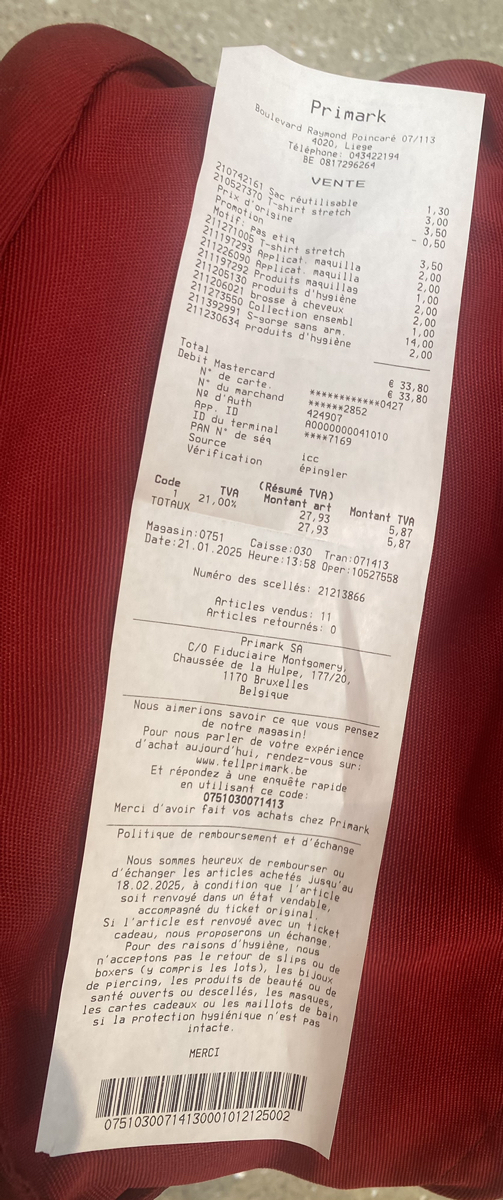 Primark
Boulevard Raymond Poincaré 07/113
4020, Liege
Téléphone: 043422194
BE 0817296264
VENTE
210742161 Sac réutilisable 1,30
210527370 T-shirt stretch 3,00
Prix d'origine 3,50
Promotion - 0,50
Motif. Pas etiq
211271005 T-shirt stretch 3,50
211197293 Applicat. maquilla 2,00
211226090 Applicat. maquilla 2,00
211197292 Produits maquillag 1,00
211205130 produits d'hygiène 2,00
211206021 brosse à cheveux 2,00
211273550 Collection ensembl 1,00
211392991 S-gorge sans arm. 14,00
211230634 produits d'hygiène 2,00
Total € 33,80
Debit Mastercard € 33,80
N° de carte. ************0427
N° du marchand ******2852
Nº d'Auth 424907
App. ID A0000000041010
ID du terminal ****7169
PAN N° de séq
Source icc
Vérification épingler
(Résumé TVA)
Code TVA Montant art Montant TVA
1 21,00% 27,93 5,87
TOTAUX 27,93 5,87
Magasin:0751 Caisse:030 Tran:071413
Date:21.01.2025 Heure:13:58 Oper:10527558
Numéro des scellés: 21213866
Articles vendus: 11
Articles retournés: 0
Primark SA
C/O Fiduciaire Montgomery,
Chaussée de la Hulpe, 177/20,
1170 Bruxelles
Belgique
Nous aimerions savoir ce que vous pensez
de notre magasin!
Pour nous parler de votre expérience
d'achat aujourd'hui, rendez-vous sur:
www.tellprimark.be
Et répondez à une enquête rapide
en utilisant ce code:
0751030071413
Merci d'avoir fait vos achats chez Primark
Politique de remboursement et d'échange
Nous sommes heureux de rembourser ou
d'échanger les articles achetés jusqu'au
18.02.2025, à condition que l'article
soit renvoyé dans un état vendable,
accompagné du ticket original.
Si l'article est renvoyé avec un ticket
cadeau, nous proposerons un échange.
Pour des raisons d'hygiène, nous
n'acceptons pas le retour de slips ou de
boxers (y compris les lots), les bijoux
de piercing, les produits de beauté ou de
santé ouverts ou descellés, les masques,
les cartes cadeaux ou les maillots de bain
si la protection hygiénique n'est pas
intacte.
MERCI
07510300714130001012125002